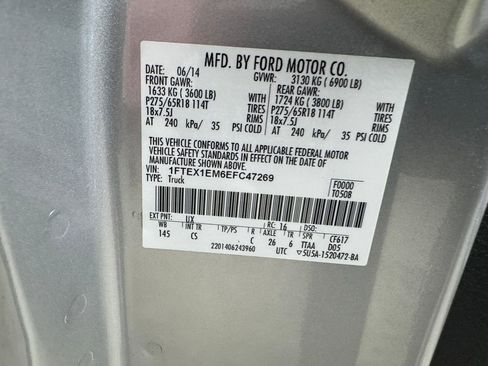 MFD. BY FORD MOTOR CO.
DATE: 06/14 GVWR: 3130 KG ( 6900 LB)
FRONT GAWR: REAR GAWR:
1633 KG ( 3600 LB) WITH 1724 KG ( 3800 LB) WITH
P275/65R18 114T TIRES P275/65R18 114T TIRES
18x7.5J RIMS 18x7.5J RIMS
AT 240 kPa/ 35 PSI COLD AT 240 kPa/ 35 PSI COLD
THIS VEHICLE CONFORMS TO ALL APPLICABLE FEDERAL MOTOR
VEHICLE SAFETY AND THEFT PREVENTION STANDARDS IN EFFECT
ON THE DATE OF MANUFACTURE SHOWN ABOVE.
VIN: 1FTEX1EM6EFC47269 F0000
TYPE: Truck T0508
EXT PNT: UX RC: 16 DSO: CF617
WB INT TR TP/PS R AXLE TR SPR D05
145 CS C 26 6 TTAA
2201406243960 UTC ▽5U5A-1520472-BA